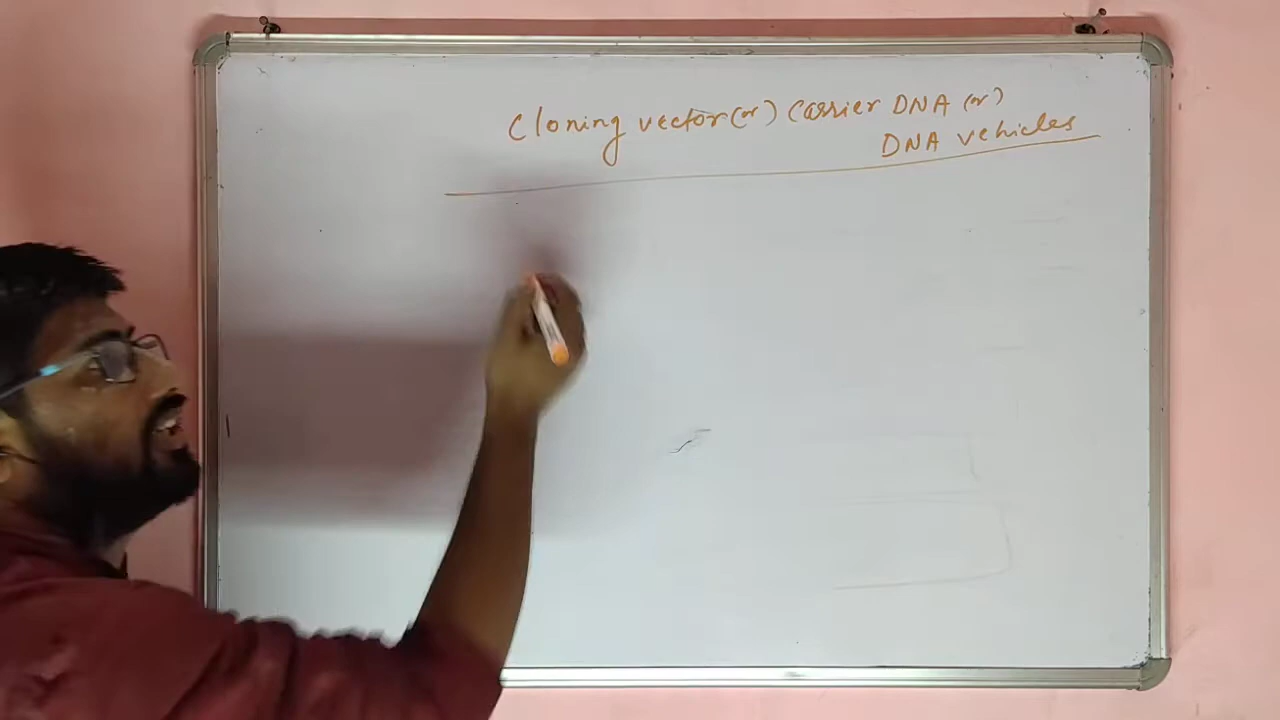 Cloning vector (or) Carrier DNA (or)
DNA vehicles